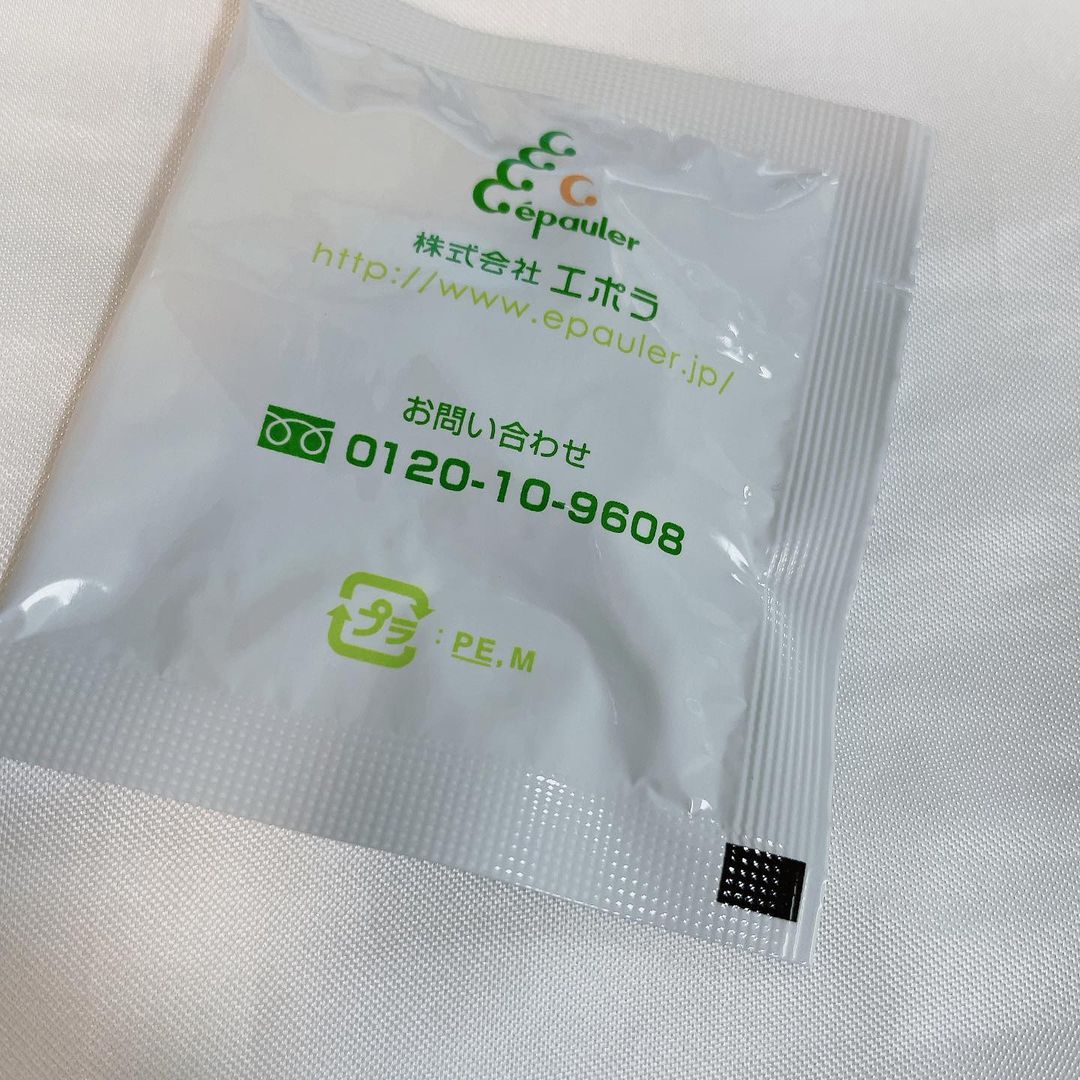 épauler
株式会社 エポラ
http://www.epauler.jp/
お問い合わせ
0120-10-9608
プラ : PE, M